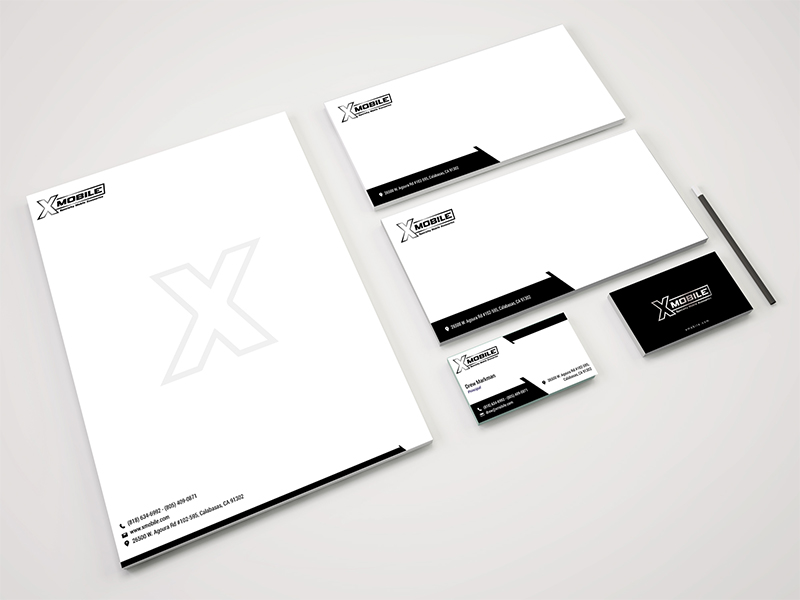 X MOBILE
X
(818) 634-6992 - (805) 409-0871
www.xmobile.com
26500 W. Agoura Rd #102-595, Calabasas, CA 91302
X MOBILE
26500 W. Agoura Rd #102-595, Calabasas, CA 91302
X MOBILE
26500 W. Agoura Rd #102-595, Calabasas, CA 91302
X MOBILE
Drew Markman
Principal
(818) 634-6992 - (805) 409-0871
drew@xmobile.com
26500 W. Agoura Rd #102-595,
Calabasas, CA 91302
X MOBILE
xmobile.com